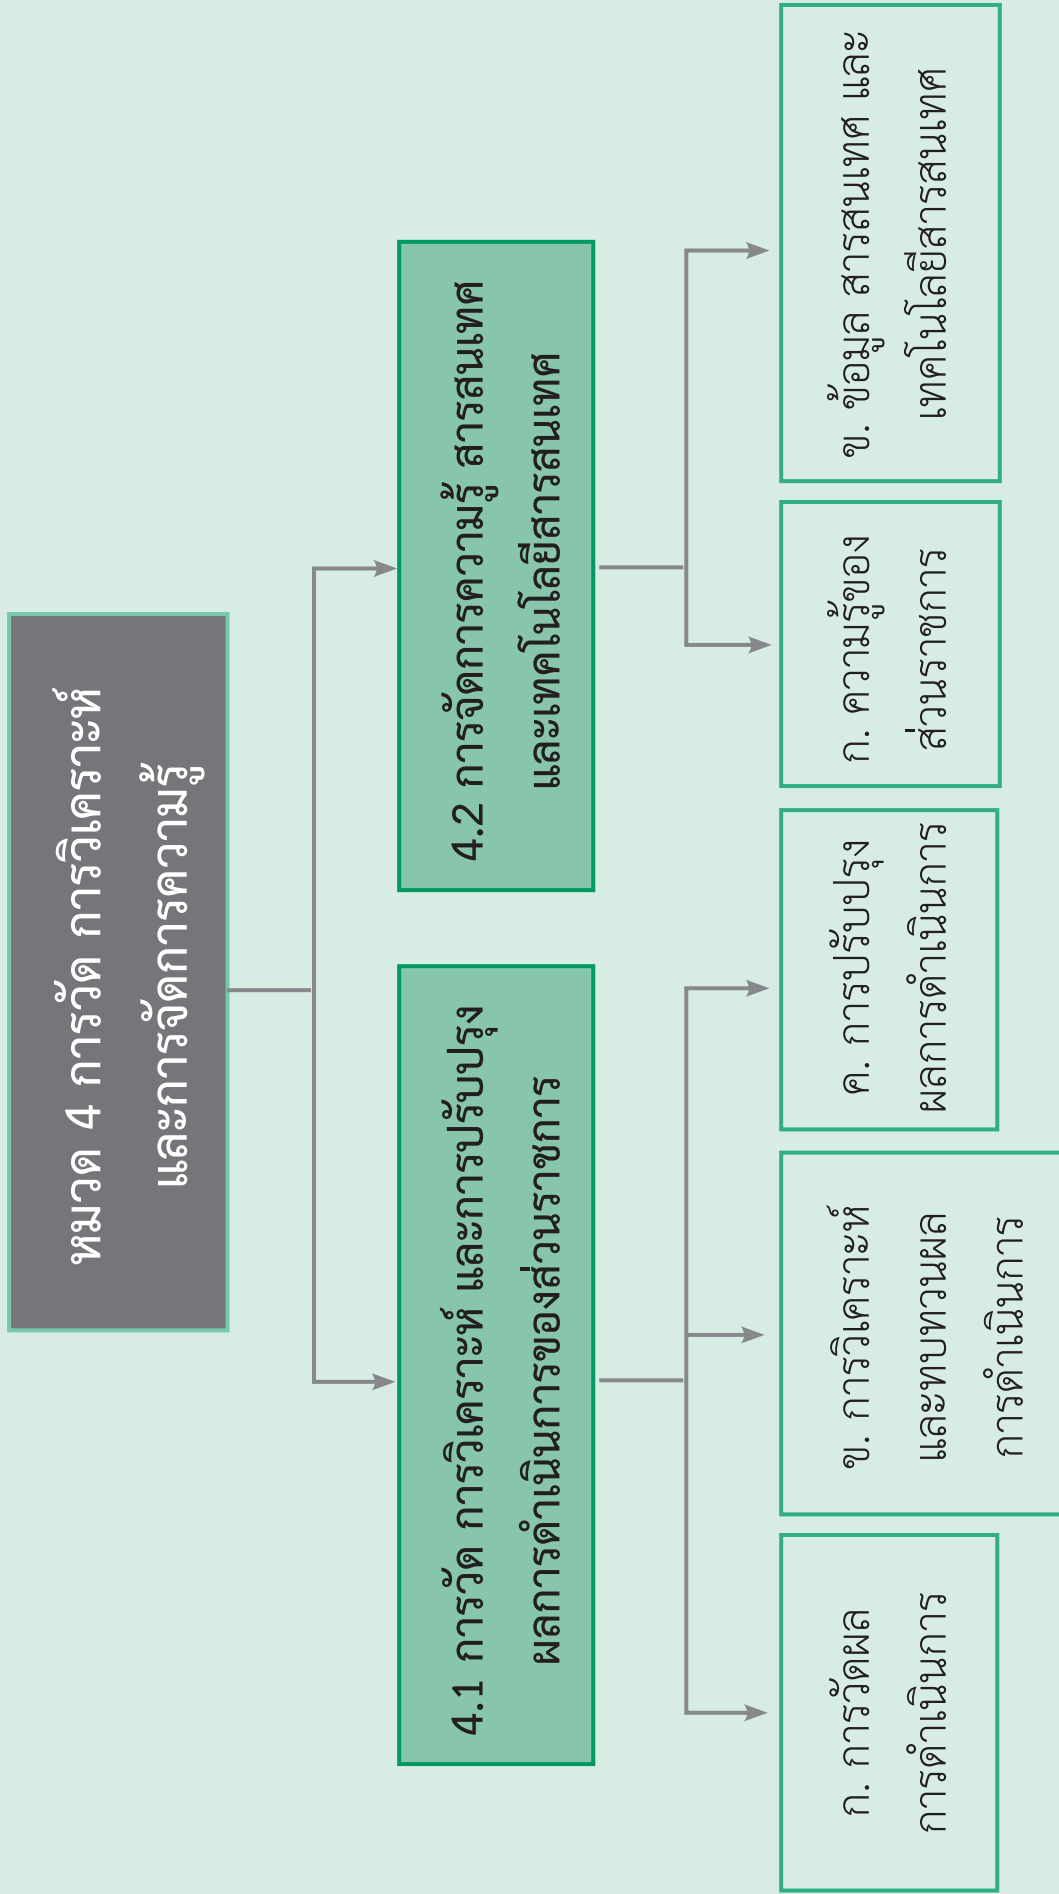 หมวด 4 การวัด การวิเคราะห์
และการจัดการความรู้
4.1 การวัด การวิเคราะห์ และการปรับปรุง
ผลการดำเนินการของส่วนราชการ
4.2 การจัดการความรู้ สารสนเทศ
และเทคโนโลยีสารสนเทศ
ก. การวัดผล
การดำเนินการ
ข. การวิเคราะห์
และทบทวนผล
การดำเนินการ
ค. การปรับปรุง
ผลการดำเนินการ
ก. ความรู้ของ
ส่วนราชการ
ข. ข้อมูล สารสนเทศ และ
เทคโนโลยีสารสนเทศ